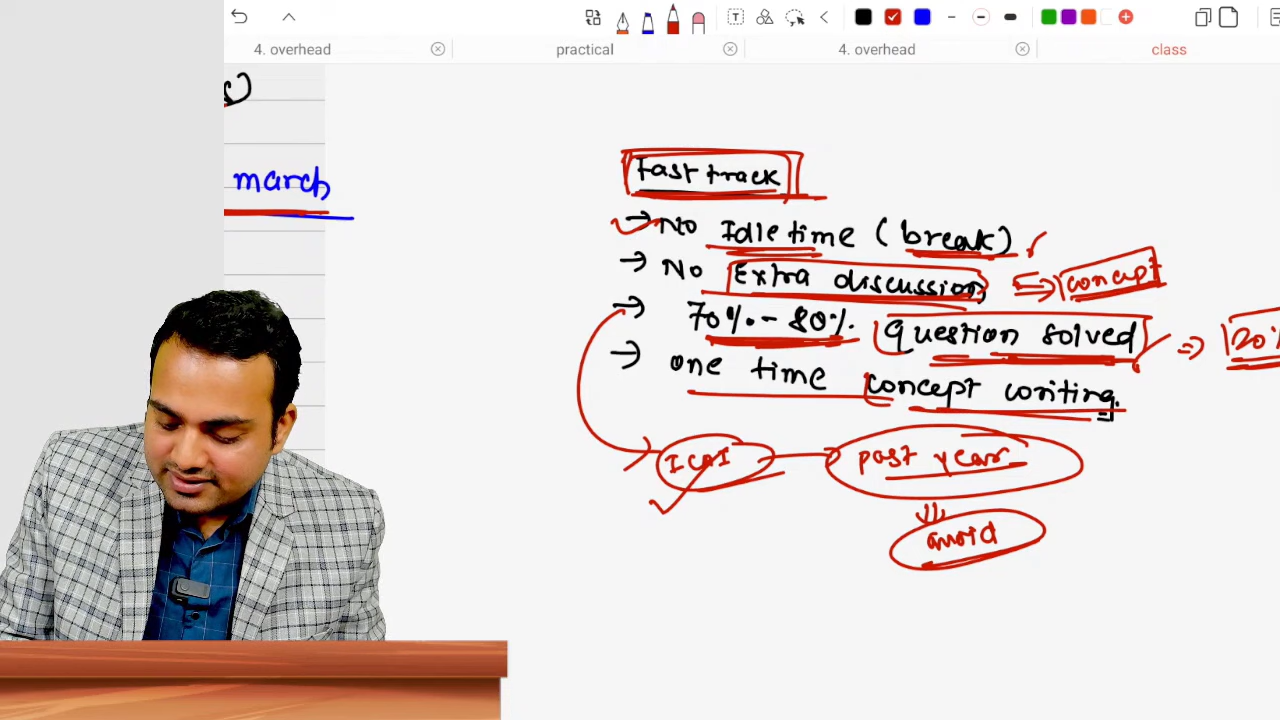 4. overhead
practical
4. overhead
class
march
Fast track
→ No Idle time (break)
→ No Extra discussion ⇒ concept
→ 70% - 80% Question solved ⇒ 20%
→ one time concept writing.
ICAI past year
avoid